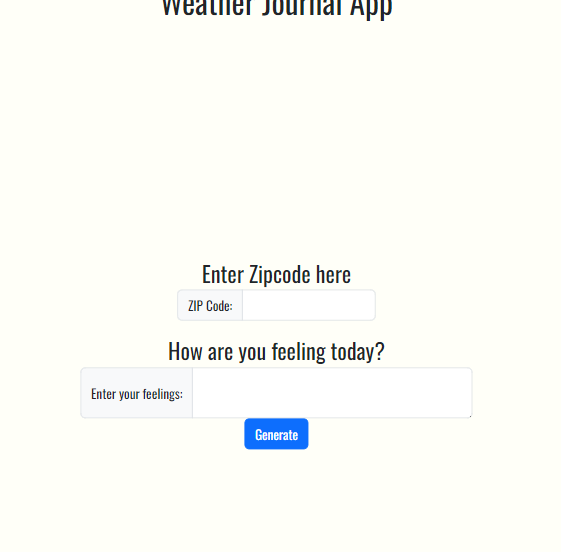 Weather Journal App
Enter Zipcode here
ZIP Code:
How are you feeling today?
Enter your feelings:
Generate